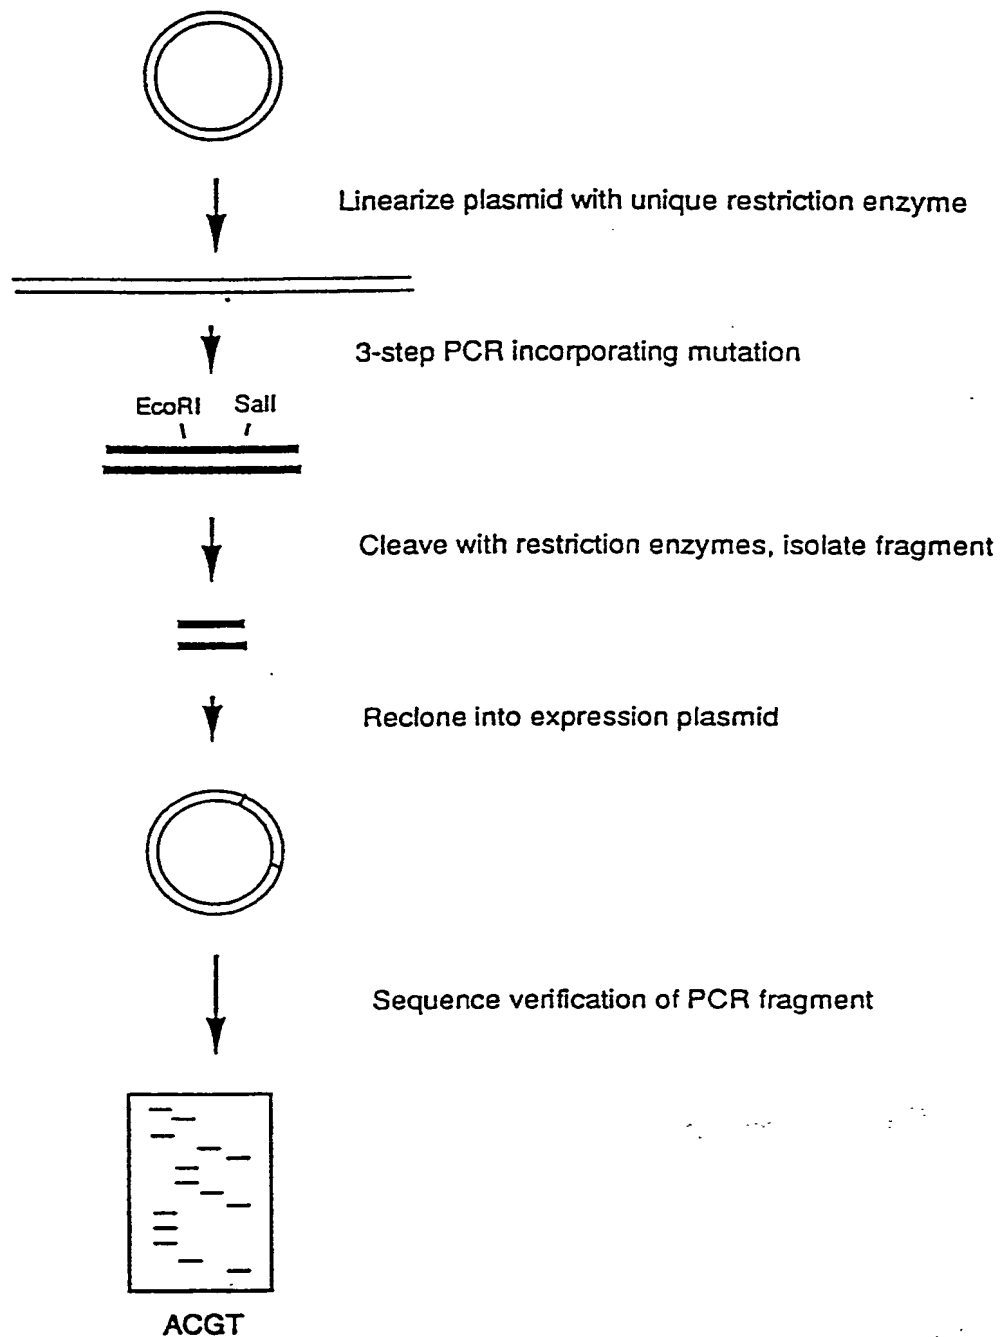 Linearize plasmid with unique restriction enzyme
3-step PCR incorporating mutation
EcoRI SalI
Cleave with restriction enzymes, isolate fragment
Reclone into expression plasmid
Sequence verification of PCR fragment
ACGT